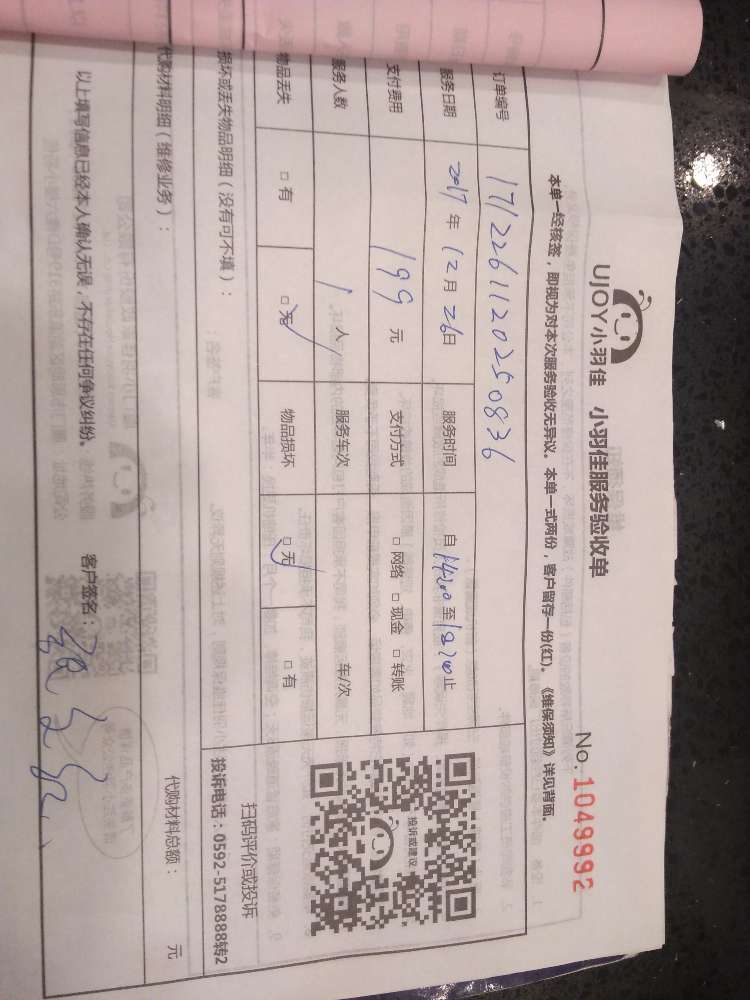 UJOY小羽佳 小羽佳服务验收单
No. 1049992
本单一经核签，即视为对本次服务验收无异议。本单一式两份，客户留存一份(红)。《维保须知》详见背面。
订单编号 171226112025 0836
服务日期 2017 年 12 月 26 日 服务时间 自 14:00 至 18:00 止
支付费用 199 元 支付方式 □ 网络 □ 现金 □ 转账
服务人数 1 人 服务车次 车/次
物品丢失 □ 有 □ 无 物品损坏 □ 无 □ 有
投诉或建议
扫码评价或投诉
投诉电话：0592-5178888转2
损坏或丢失物品明细（没有可不填）：
代购材料明细（维修业务）：
代购材料总额： 元
以上填写信息已经本人确认无误，不存在任何争议纠纷。 客户签名：